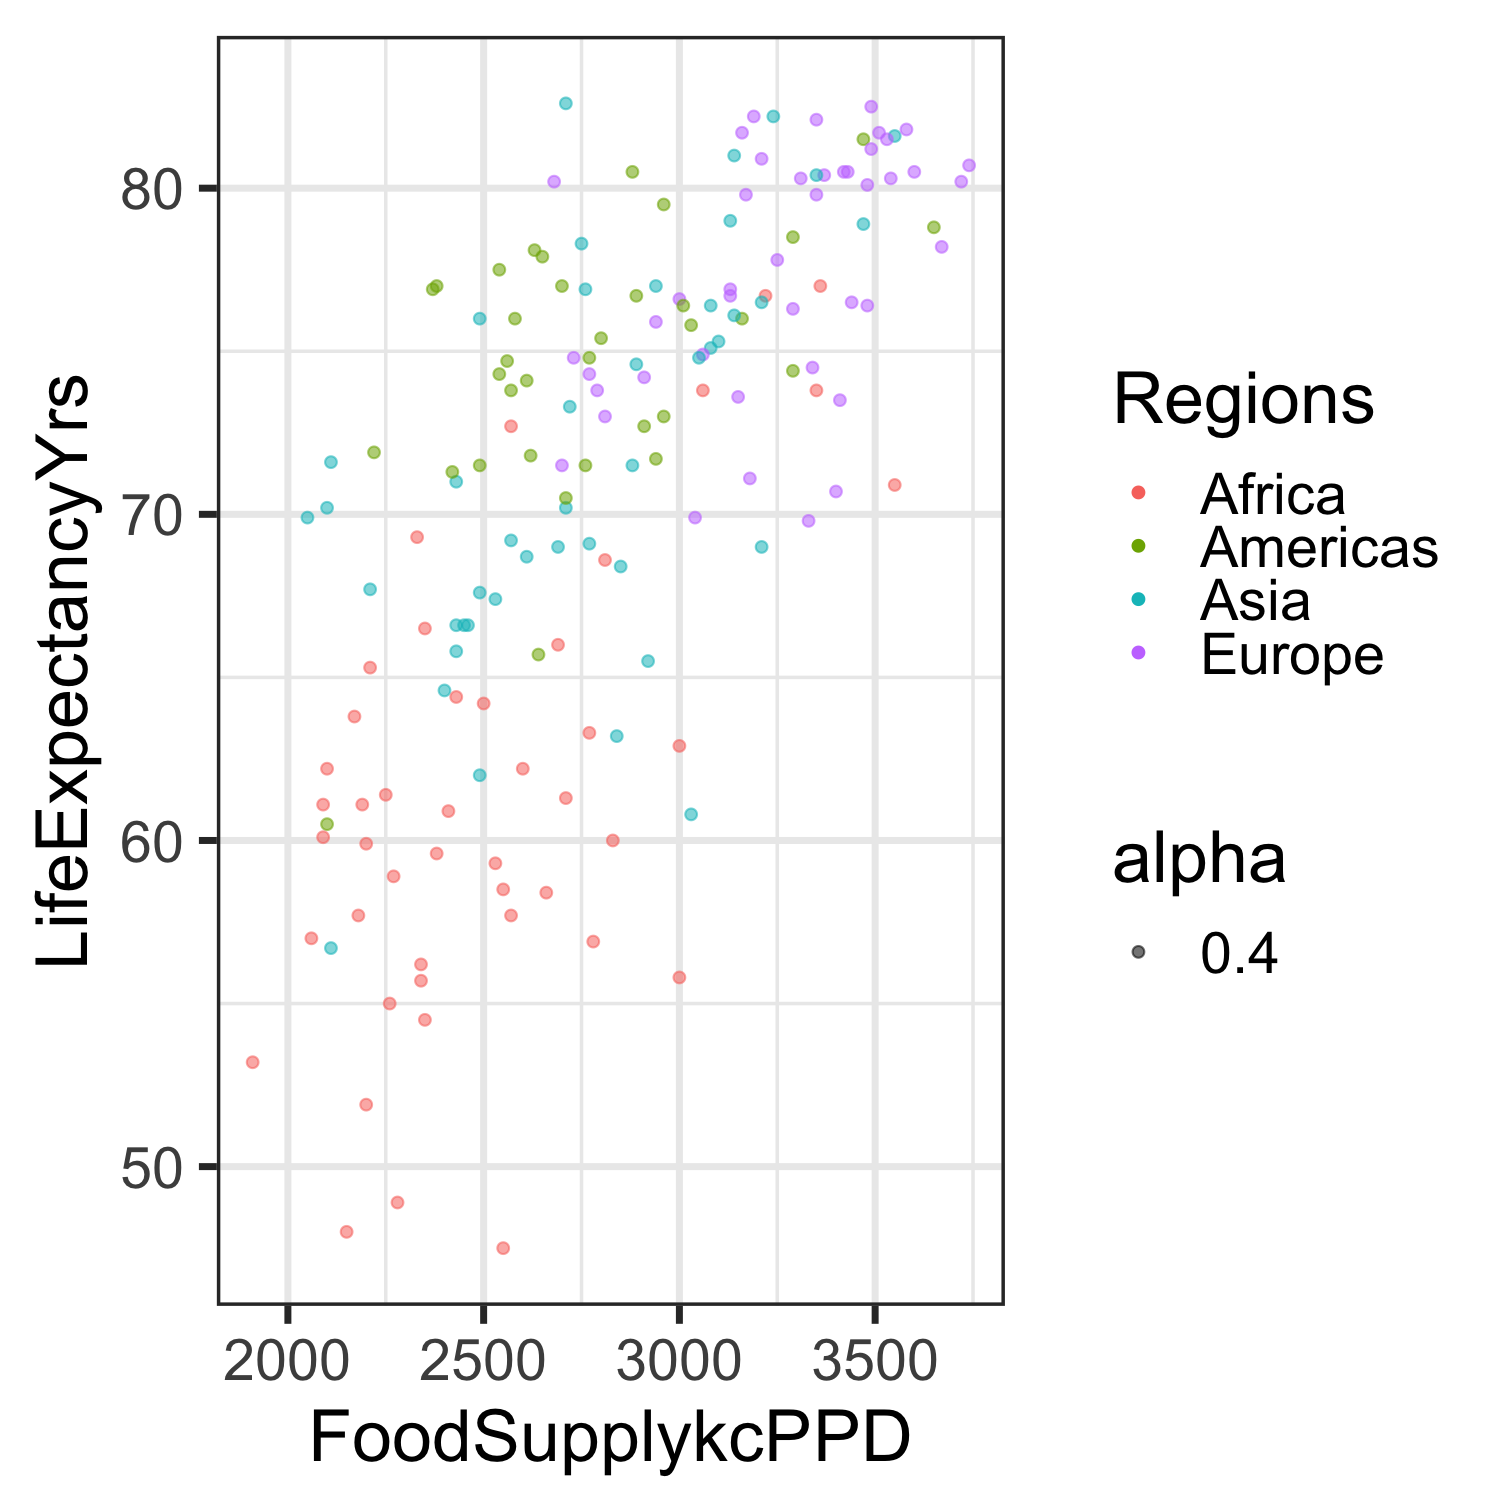 LifeExpectancyYrs
80
70
60
50
2000 2500 3000 3500
FoodSupplykcPPD
Regions
Africa
Americas
Asia
Europe
alpha
0.4